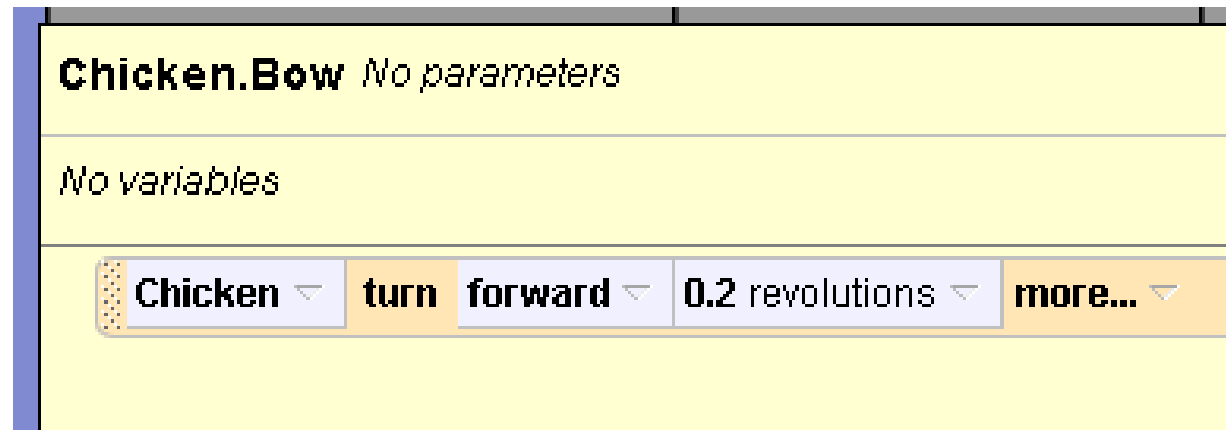 Chicken.Bow No parameters
No variables
Chicken turn forward 0.2 revolutions more...